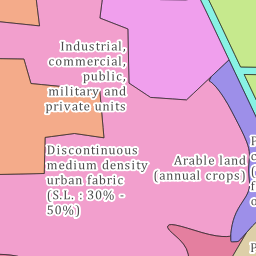 Industrial,
commercial,
public,
military and
private units
Discontinuous
medium density
urban fabric
(S.L. : 30% -
50%)
Arable land
(annual crops)